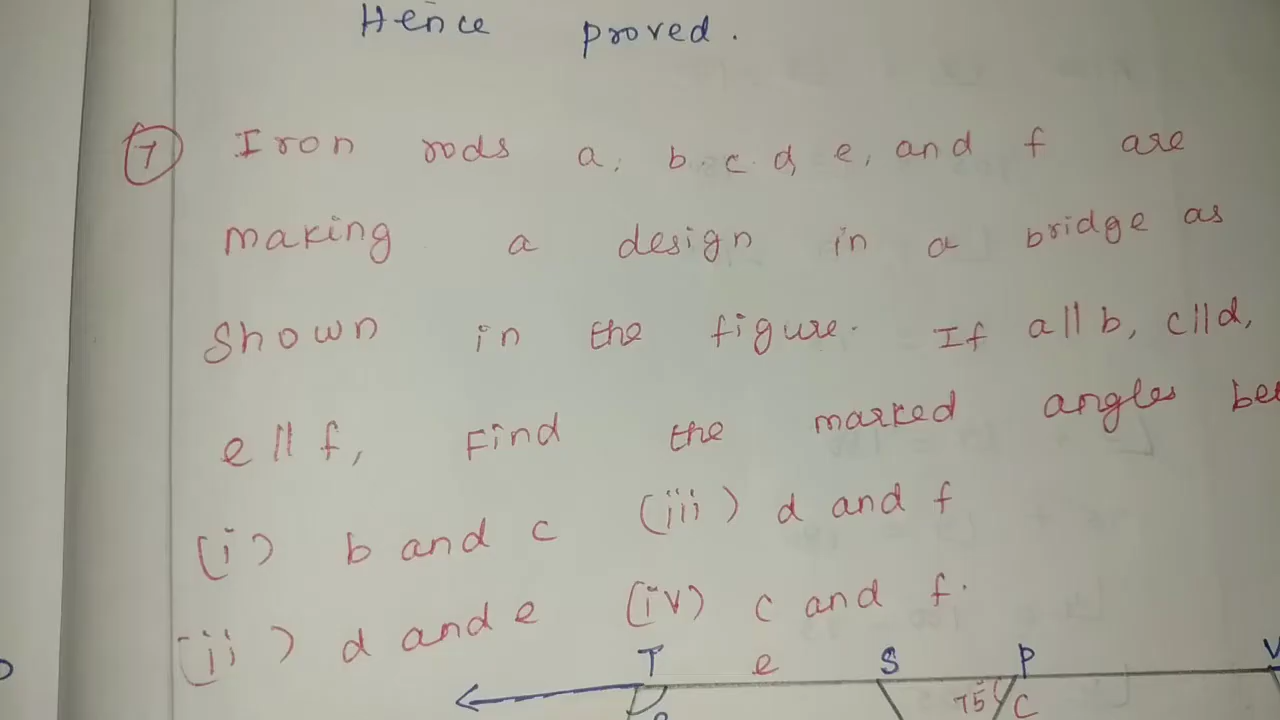 Hence proved.
7 Iron rods a, b. c. d, e, and f are
making a design in a bridge as
Shown in the figure. If a||b, c||d,
e||f, Find the marked angles
(i) b and c (iii) d and f
(ii) d and e (iv) c and f.
T e S P
75° c